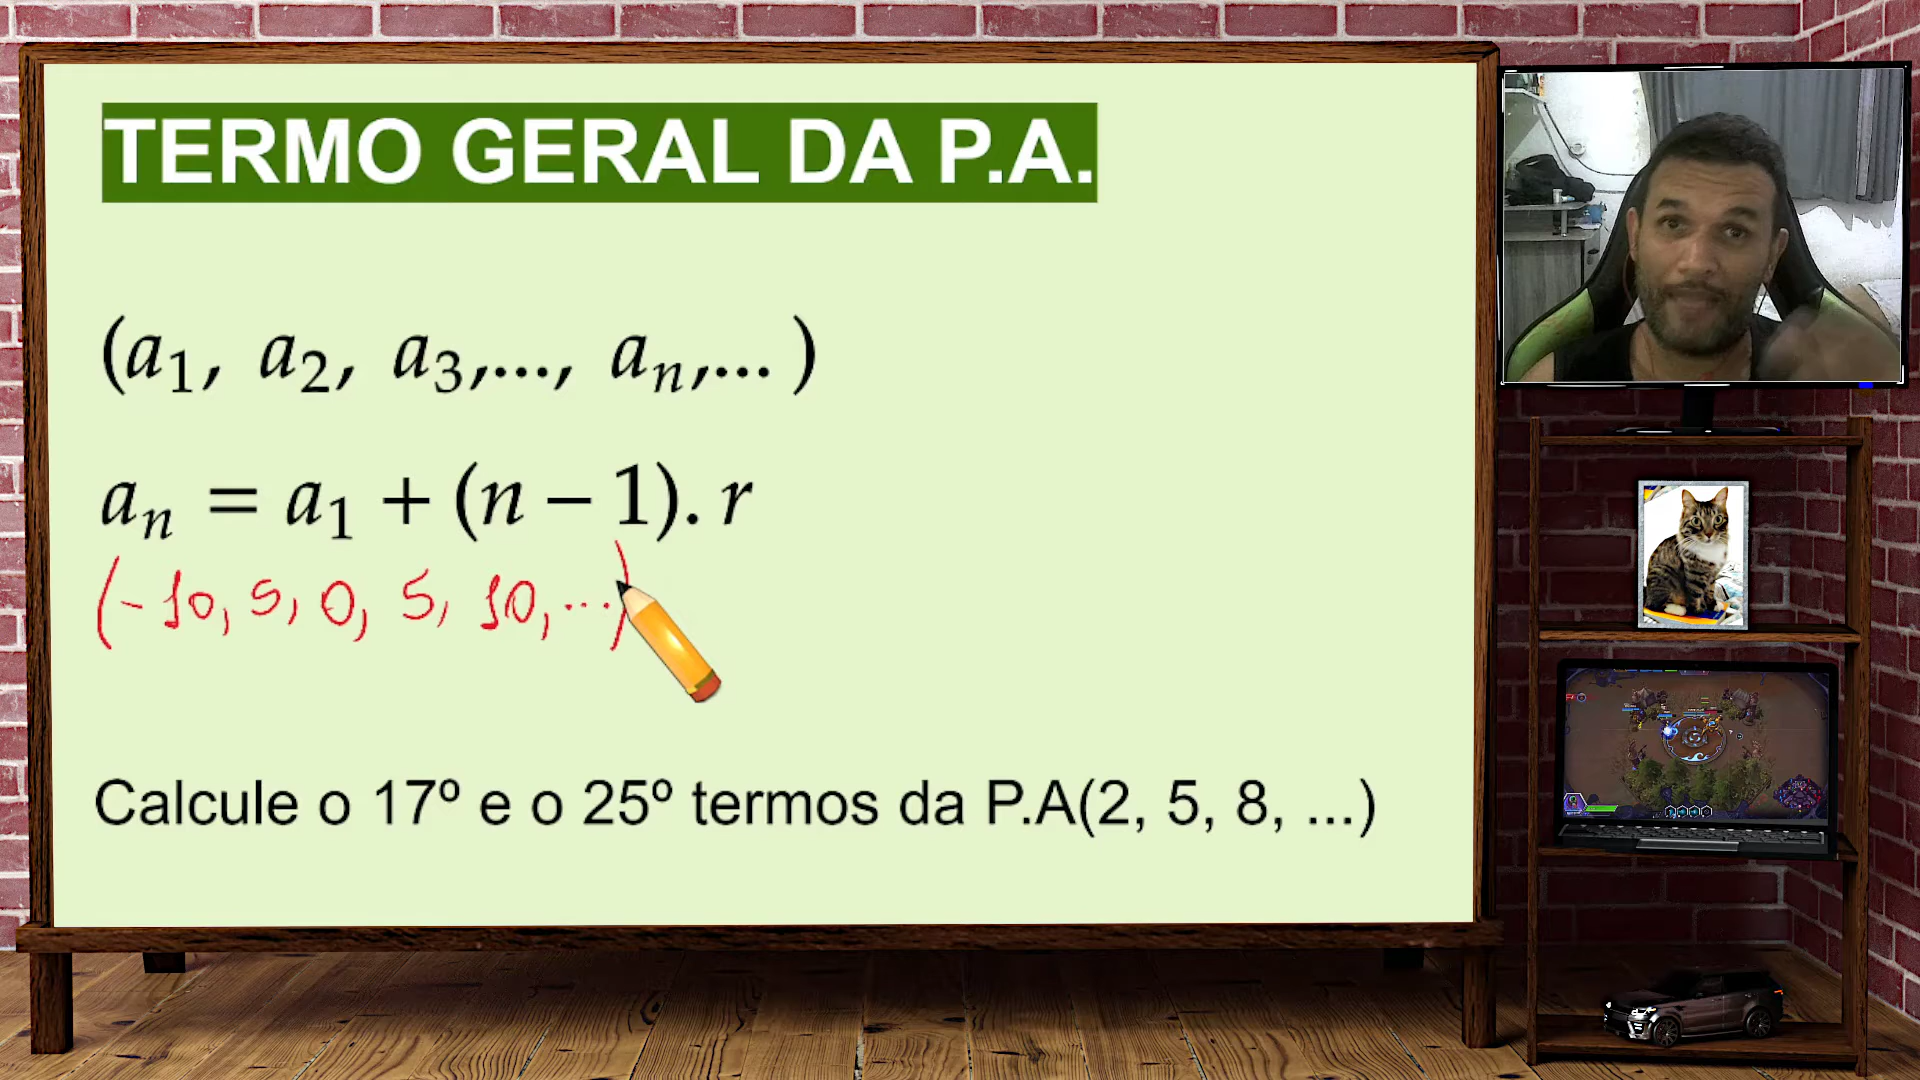 TERMO GERAL DA P.A.
(a₁, a₂, a₃,..., aₙ,... )
aₙ = a₁ + (n − 1). r
(-10, 5, 0, 5, 10, ...)
Calcule o 17º e o 25º termos da P.A(2, 5, 8, ...)